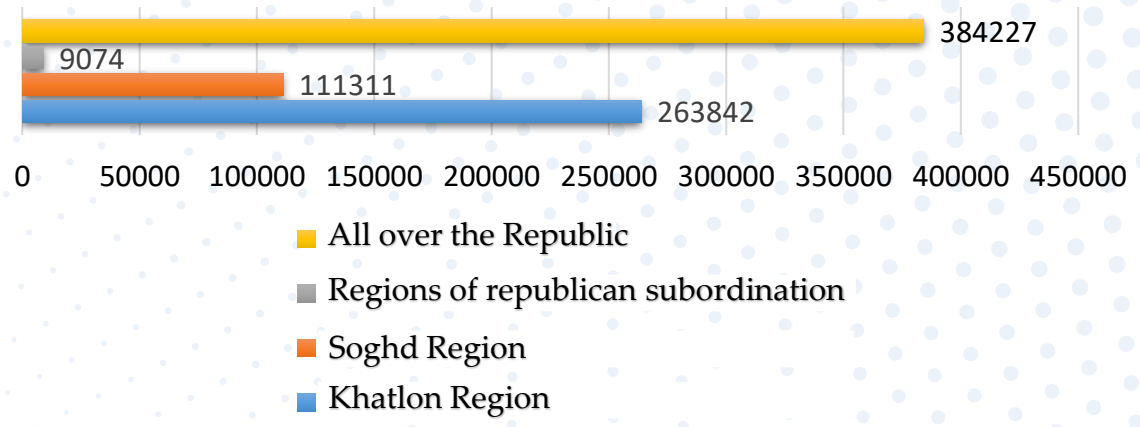 384227
9074
111311
263842
0 50000 100000 150000 200000 250000 300000 350000 400000 450000
All over the Republic
Regions of republican subordination
Soghd Region
Khatlon Region